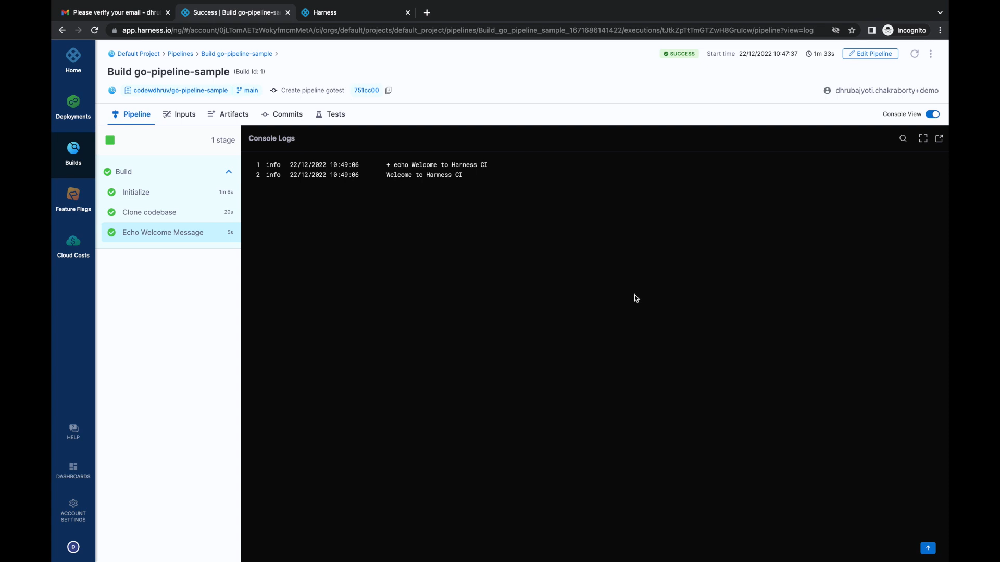 Please verify your email - dhru
Success | Build go-pipeline-sa
Harness
app.harness.io/ng/#/account/0jLTomAETzWokyfmcmMetA/ci/orgs/default/projects/default_project/pipelines/Build_go_pipeline_sample_1671686141422/executions/tJtkZpTtTmGTZwH8Grulcw/pipeline?view=log
Incognito
Home
Deployments
Builds
Feature Flags
Cloud Costs
HELP
DASHBOARDS
ACCOUNT
SETTINGS
D
Default Project > Pipelines > Build go-pipeline-sample >
SUCCESS Start time 22/12/2022 10:47:37 1m 33s Edit Pipeline
Build go-pipeline-sample (Build Id: 1)
codewdhruv/go-pipeline-sample main Create pipeline gotest 751cc00
dhrubajyoti.chakraborty+demo
Pipeline Inputs Artifacts Commits Tests
Console View
1 stage
Build
Initialize 1m 6s
Clone codebase 20s
Echo Welcome Message 5s
Console Logs
1 info 22/12/2022 10:49:06 + echo Welcome to Harness CI
2 info 22/12/2022 10:49:06 Welcome to Harness CI